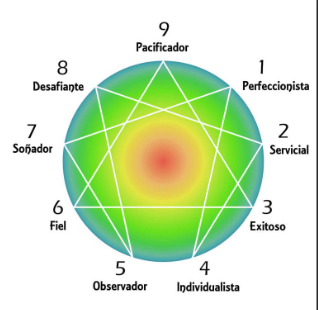 9
Pacificador
8
Desafiante
1
Perfeccionista
7
Soñador
2
Servicial
6
Fiel
3
Exitoso
5
Observador
4
Individualista